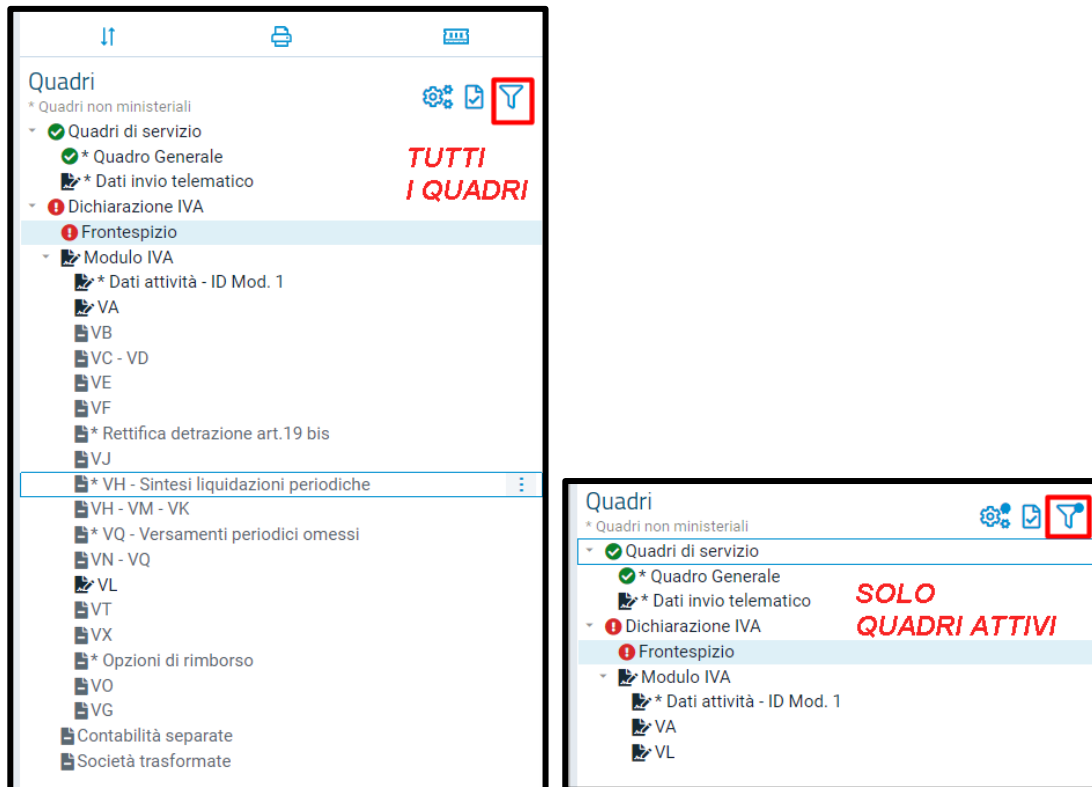 Quadri
* Quadri non ministeriali
Quadri di servizio
* Quadro Generale
* Dati invio telematico
TUTTI
I QUADRI
Dichiarazione IVA
Frontespizio
Modulo IVA
* Dati attività - ID Mod. 1
VA
VB
VC - VD
VE
VF
* Rettifica detrazione art.19 bis
VJ
* VH - Sintesi liquidazioni periodiche
VH - VM - VK
* VQ - Versamenti periodici omessi
VN - VQ
VL
VT
VX
* Opzioni di rimborso
VO
VG
Contabilità separate
Società trasformate
Quadri
* Quadri non ministeriali
Quadri di servizio
* Quadro Generale
* Dati invio telematico
SOLO
QUADRI ATTIVI
Dichiarazione IVA
Frontespizio
Modulo IVA
* Dati attività - ID Mod. 1
VA
VL